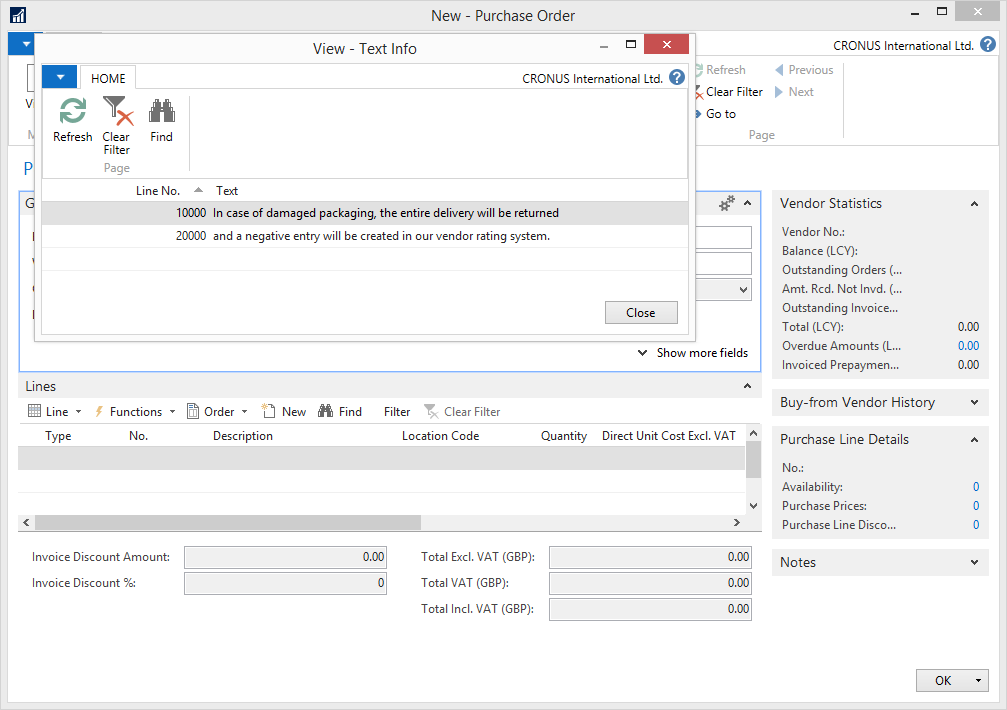 New - Purchase Order
CRONUS International Ltd.
Refresh
Clear Filter
Go to
Previous
Next
Page
View - Text Info
HOME
CRONUS International Ltd.
Refresh
Clear Filter
Find
Page
Line No. Text
10000 In case of damaged packaging, the entire delivery will be returned
20000 and a negative entry will be created in our vendor rating system.
Close
Show more fields
Lines
Line Functions Order New Find Filter Clear Filter
Type No. Description Location Code Quantity Direct Unit Cost Excl. VAT
Invoice Discount Amount: 0.00
Invoice Discount %: 0
Total Excl. VAT (GBP): 0.00
Total VAT (GBP): 0.00
Total Incl. VAT (GBP): 0.00
Vendor Statistics
Vendor No.:
Balance (LCY):
Outstanding Orders (...
Amt. Rcd. Not Invd. (...
Outstanding Invoice...
Total (LCY): 0.00
Overdue Amounts (L... 0.00
Invoiced Prepaymen... 0.00
Buy-from Vendor History
Purchase Line Details
No.:
Availability: 0
Purchase Prices: 0
Purchase Line Disco... 0
Notes
OK